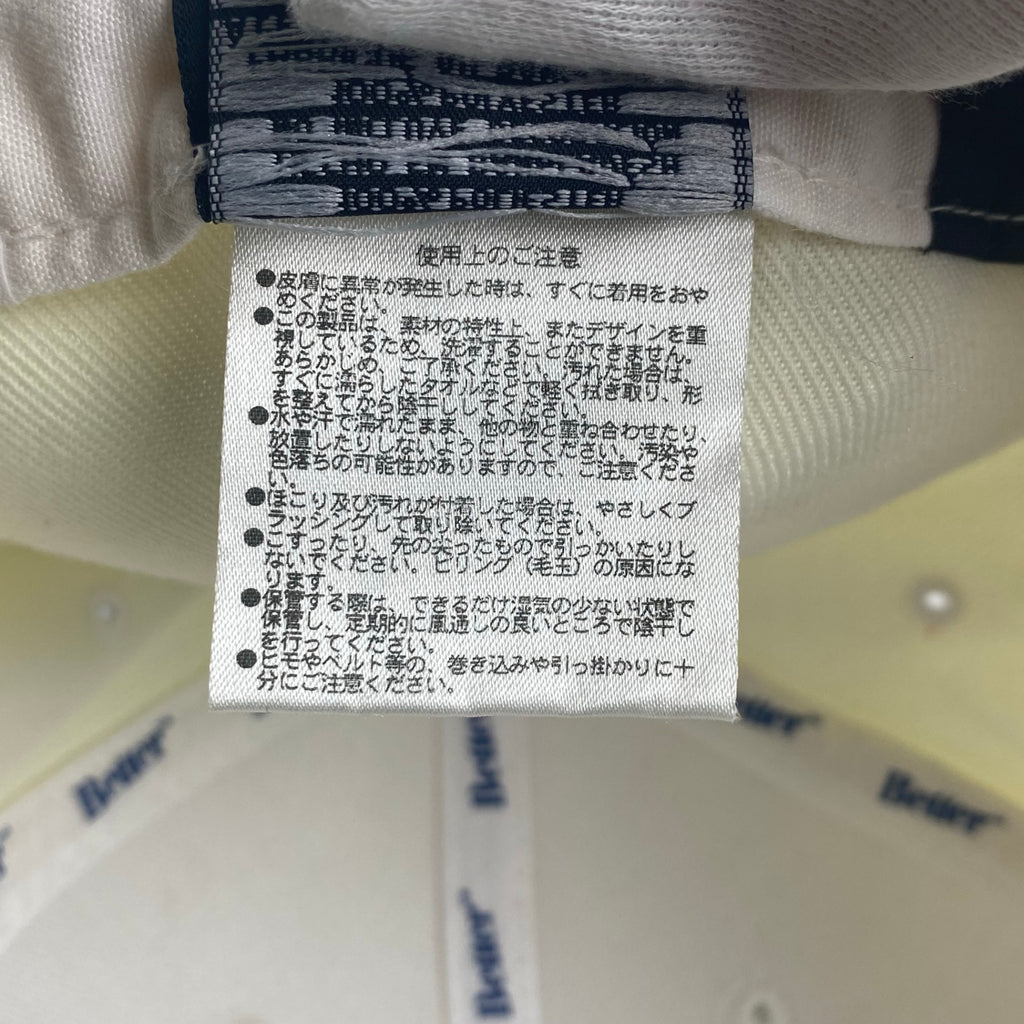 使用上のご注意
●皮膚に異常が発生した時は、すぐに着用をおや
めください。
●この製品は、素材の特性上、またデザインを重
視しているため、洗濯することができません。
あらかじめ、ご了承ください。汚れた場合は、
すぐに濡らしたタオルなどで軽く拭き取り、形
を整えてから陰干ししてください。
●水や汗で濡れたまま、他の物と重ね合わせたり、
放置したりしないようにしてください。汚染や
色落ちの可能性がありますので、ご注意くださ
い。
●ほこり及び汚れが付着した場合は、やさしくブ
ラッシングして取り除いてください。
●こすったり、先の尖ったもので引っかいたりし
ないでください。ピリング（毛玉）の原因にな
ります。
●保管する際は、できるだけ湿気の少ない状態で
保管し、定期的に風通しの良いところで陰干し
を行ってください。
●ヒモやベルト等の、巻き込みや引っ掛かりに十
分にご注意ください。
Better™
Better™
Better™
Better™
Better™